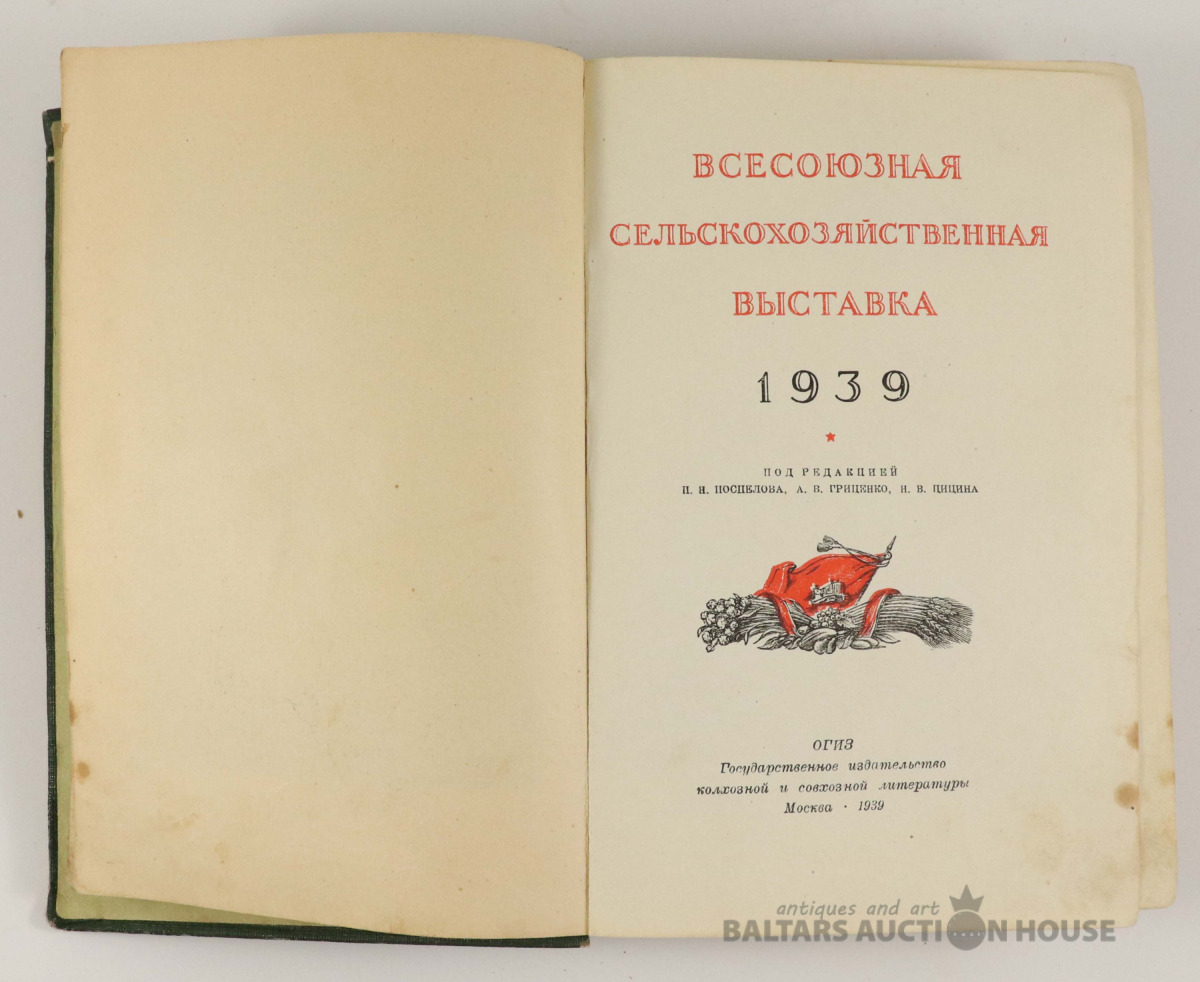 ВСЕСОЮЗНАЯ
СЕЛЬСКОХОЗЯЙСТВЕННАЯ
ВЫСТАВКА
1939
ПОД РЕДАКЦИЕЙ
П. Н. ПОСПЕЛОВА, А. В. ГРИЦЕНКО, Н. В. ЦИЦИНА
ОГИЗ
Государственное издательство
колхозной и совхозной литературы
Москва · 1939
antiques and art
BALTARS AUCTION HOUSE